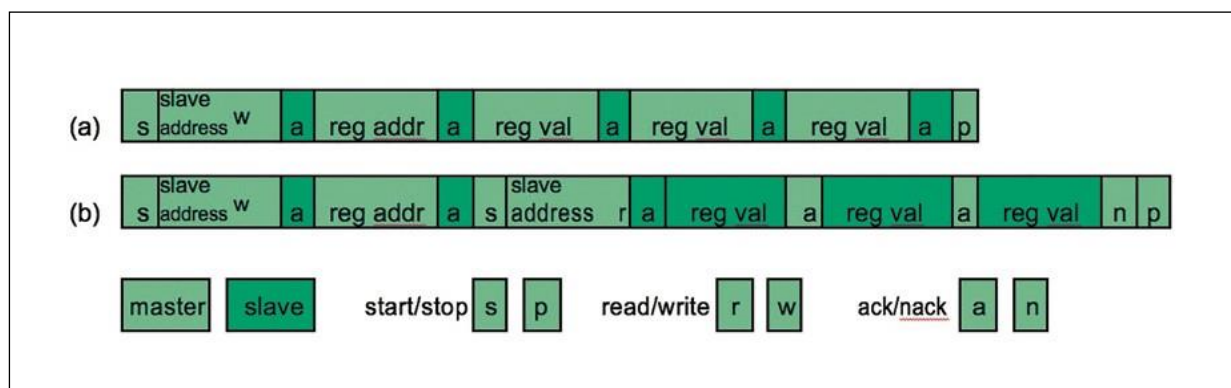 (a) s slave address w a reg addr a reg val a reg val a reg val a p
(b) s slave address w a reg addr a s slave address r a reg val a reg val a reg val n p
master slave start/stop s p read/write r w ack/nack a n